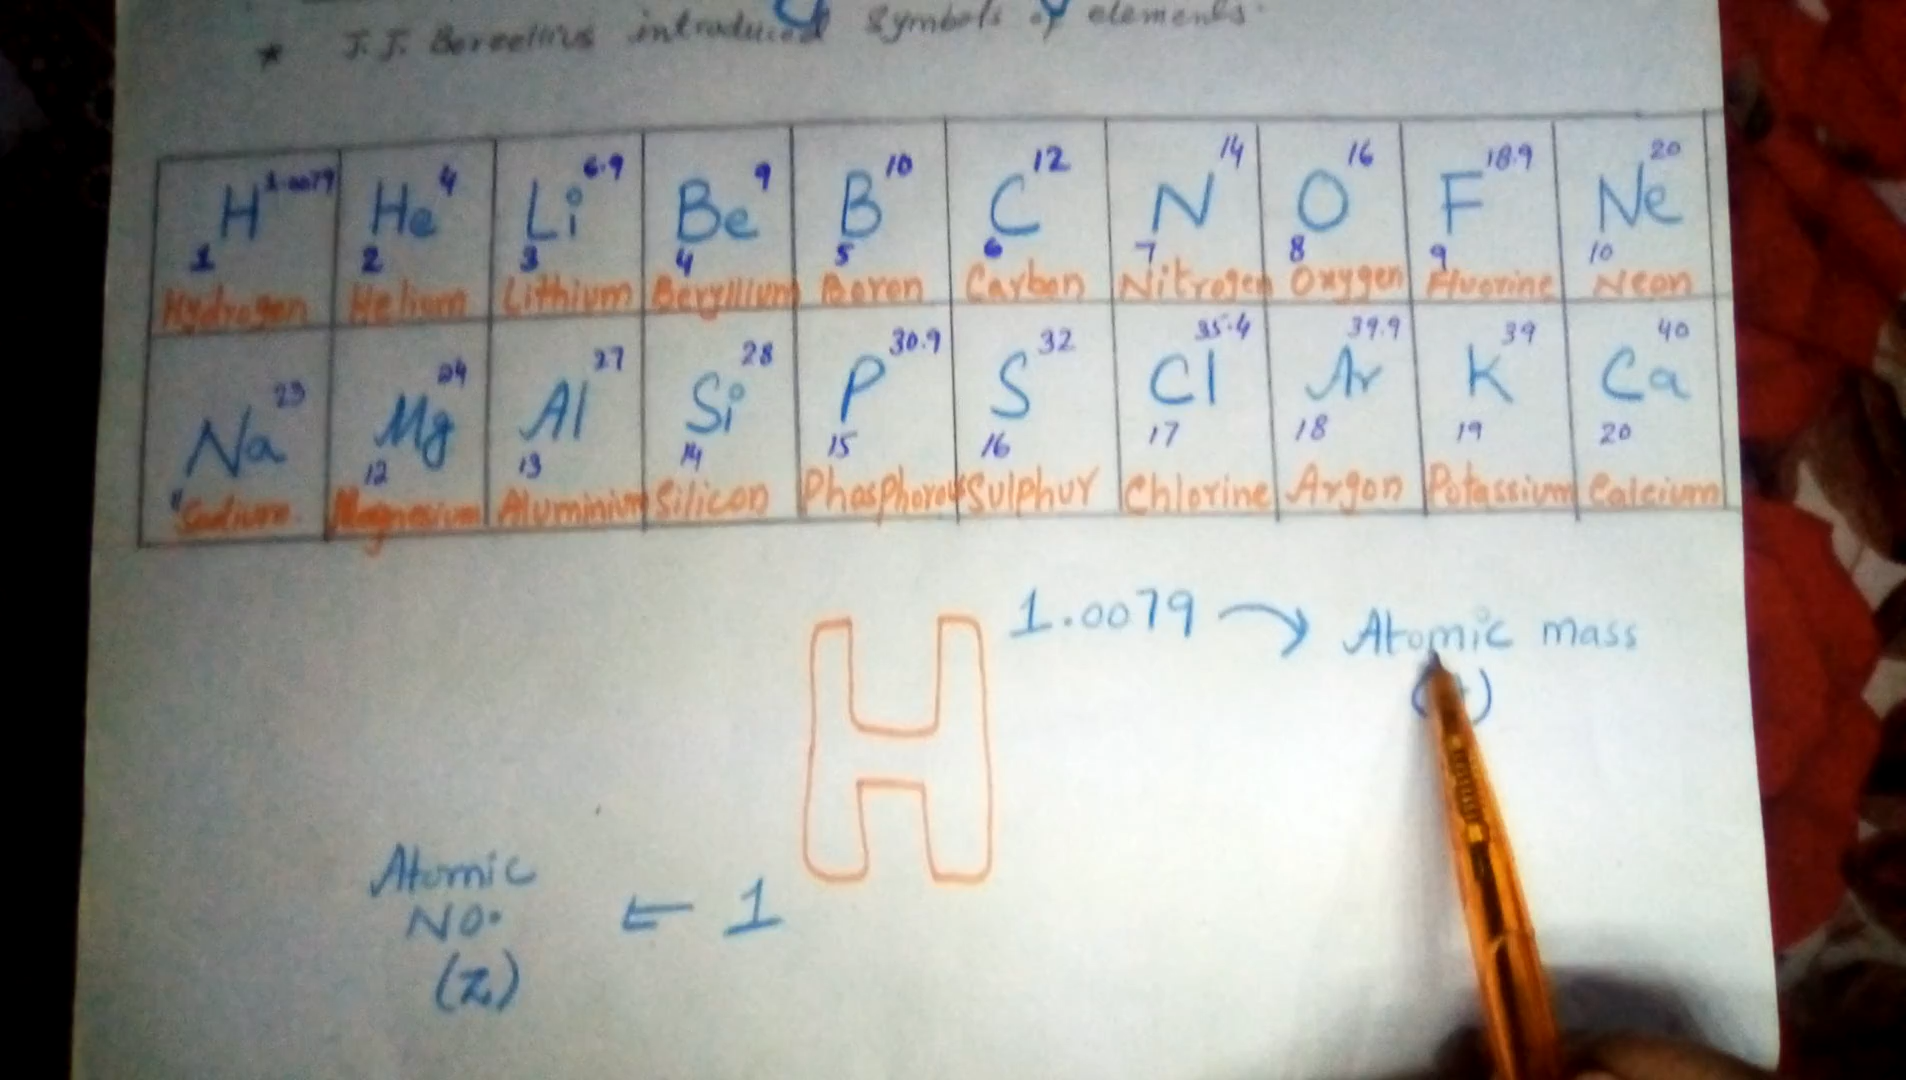 * J.J. Berzellius introduced Symbols of elements.
H 1.0079 He 4 Li 6.9 Be 9 B 10 C 12 N 14 O 16 F 18.9 Ne 20
1 2 3 4 5 6 7 8 9 10
Hydrogen Helium Lithium Beryllium Boron Carbon Nitrogen Oxygen Fluorine Neon
Na 23 Mg 24 Al 27 Si 28 P 30.9 S 32 Cl 35.4 Ar 39.9 K 39 Ca 40
11 12 13 14 15 16 17 18 19 20
Sodium Magnesium Aluminium Silicon Phosphorous Sulphur Chlorine Argon Potassium Calcium
H 1.0079 Atomic mass
Atomic
NO. 1
(Z)